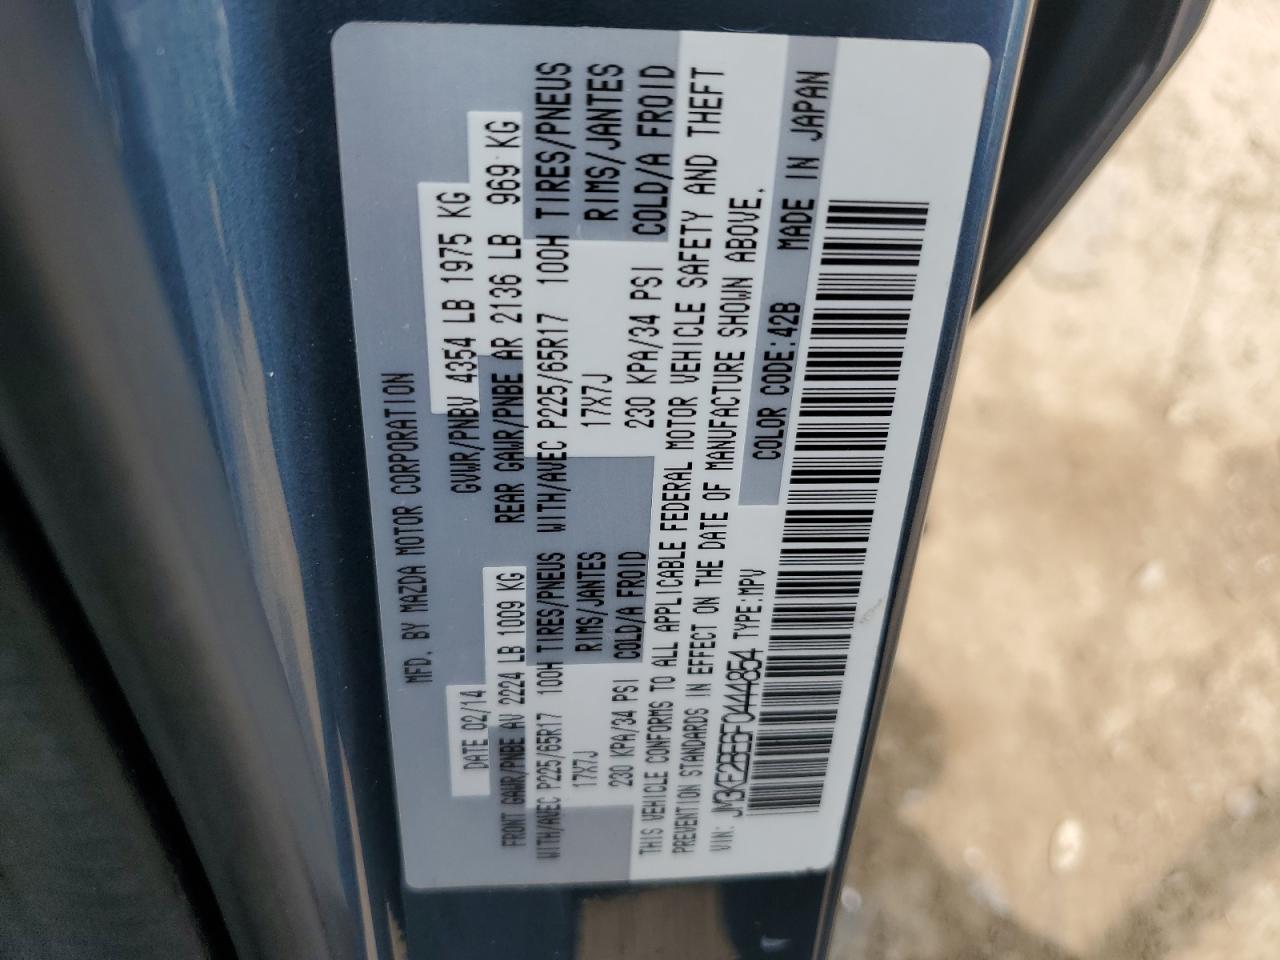 MFD. BY MAZDA MOTOR CORPORATION
DATE 02/14 GVWR/PNBV 4354 LB 1975 KG
FRONT GAWR/PNBE AV 2224 LB 1009 KG REAR GAWR/PNBE AR 2136 LB 969 KG
WITH/AVEC P225/65R17 100H TIRES/PNEUS WITH/AVEC P225/65R17 100H TIRES/PNEUS
17X7J RIMS/JANTES 17X7J RIMS/JANTES
230 KPA/34 PSI COLD/A FROID 230 KPA/34 PSI COLD/A FROID
THIS VEHICLE CONFORMS TO ALL APPLICABLE FEDERAL MOTOR VEHICLE SAFETY AND THEFT
PREVENTION STANDARDS IN EFFECT ON THE DATE OF MANUFACTURE SHOWN ABOVE.
VIN: JM3KE2BE6F0444854 TYPE:MPV COLOR CODE:42B MADE IN JAPAN